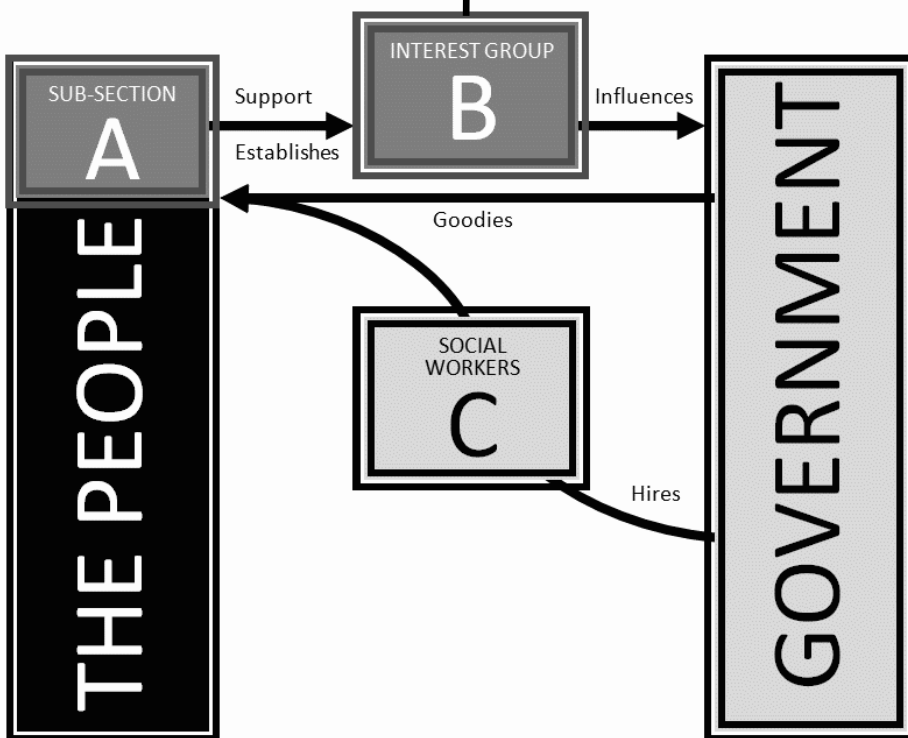 INTEREST GROUP
B
SUB-SECTION
A
Support
Establishes
Influences
Goodies
THE PEOPLE
SOCIAL
WORKERS
C
Hires
GOVERNMENT